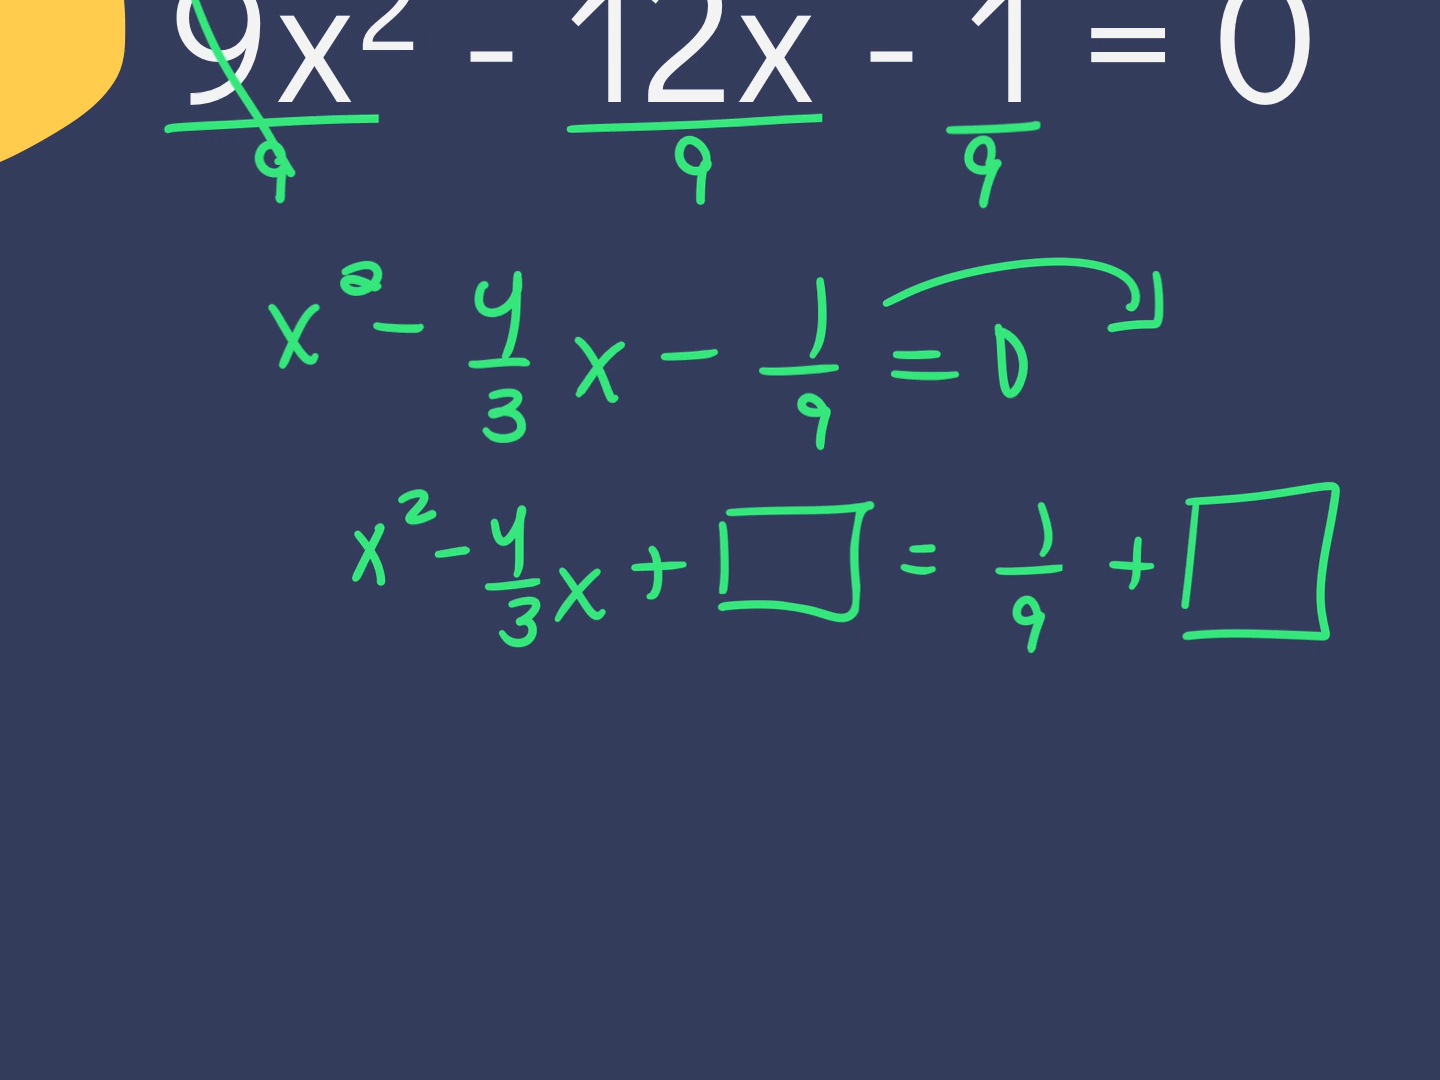 9x² - 12x - 1 = 0
9 9 9
x² - 4/3 x - 1/9 = 0
x² - 4/3 x + □ = 1/9 + □